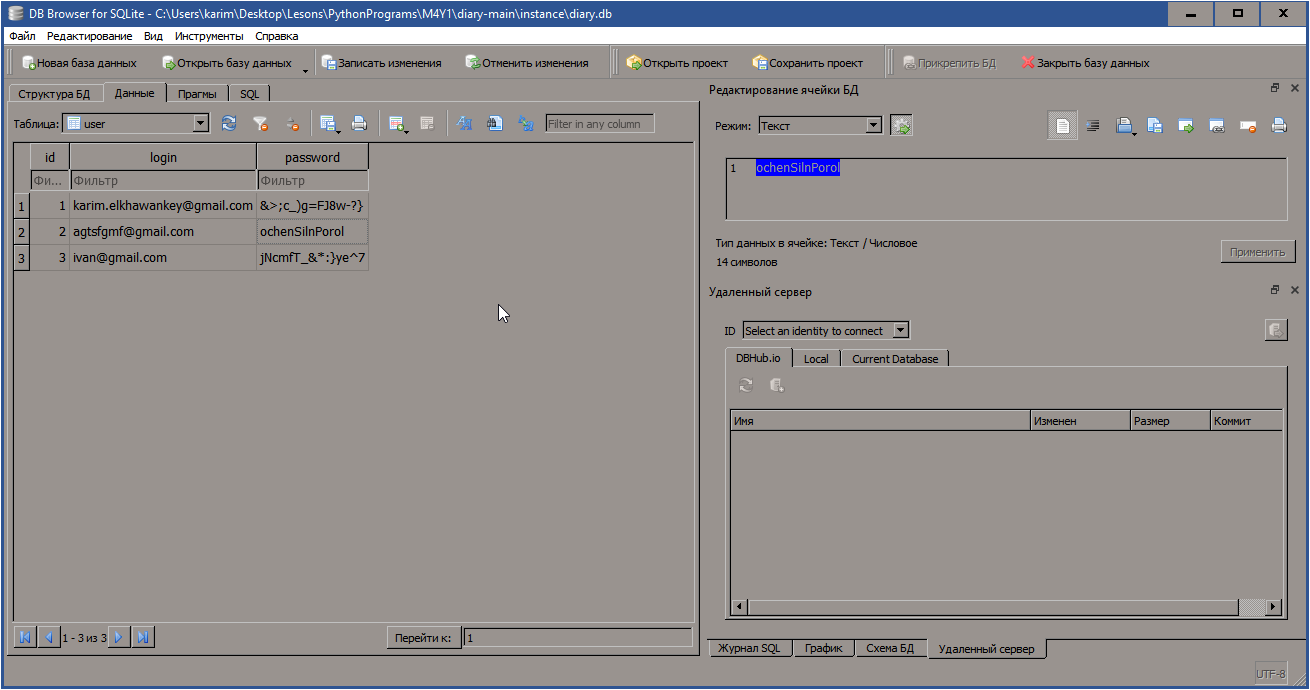 DB Browser for SQLite - C:\Users\karim\Desktop\Lesons\PythonPrograms\M4Y1\diary-main\instance\diary.db
Файл Редактирование Вид Инструменты Справка
Новая база данных Открыть базу данных Записать изменения Отменить изменения Открыть проект Сохранить проект Прикрепить БД Закрыть базу данных
Структура БД Данные Прагмы SQL
Таблица: user Filter in any column
id login password
Фи... Фильтр Фильтр
1 1 karim.elkhawankey@gmail.com &>;c_)g=FJ8w-?}
2 2 agtsfgmf@gmail.com ochenSilnPorol
3 3 ivan@gmail.com jNcmfT_&*:}ye^7
1 - 3 из 3 Перейти к: 1
Редактирование ячейки БД
Режим: Текст
1 ochenSilnPorol
Тип данных в ячейке: Текст / Числовое
14 символов
Применить
Удаленный сервер
ID Select an identity to connect
DBHub.io Local Current Database
Имя Изменен Размер Коммит
Журнал SQL График Схема БД Удаленный сервер
UTF-8